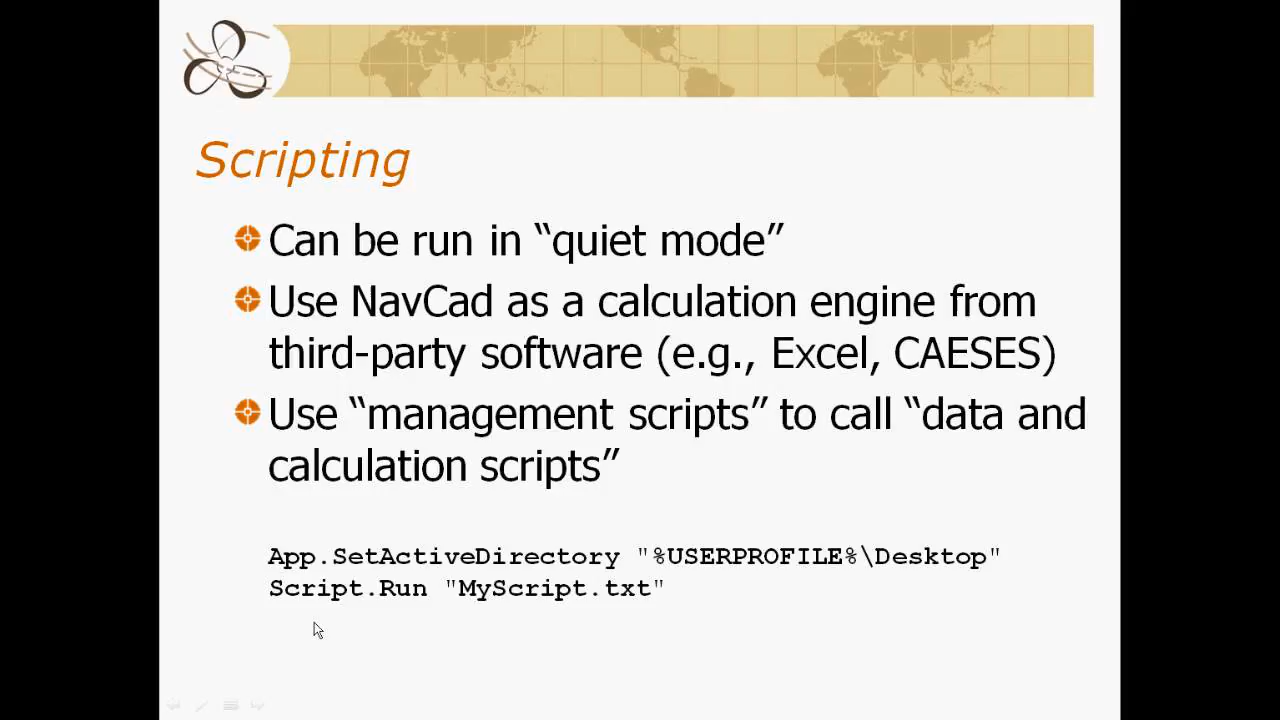 Scripting
Can be run in “quiet mode”
Use NavCad as a calculation engine from
third-party software (e.g., Excel, CAESES)
Use “management scripts” to call “data and
calculation scripts”
App.SetActiveDirectory "%USERPROFILE%\Desktop"
Script.Run "MyScript.txt"